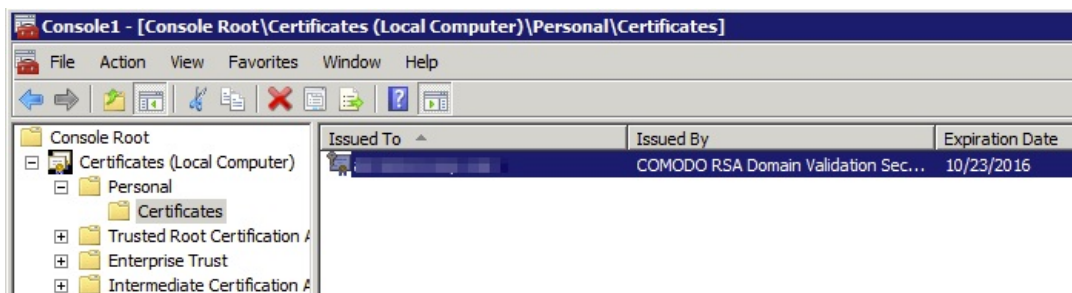 Console1 - [Console Root\Certificates (Local Computer)\Personal\Certificates]
File Action View Favorites Window Help
Console Root
Issued To Issued By Expiration Date
Certificates (Local Computer)
COMODO RSA Domain Validation Sec... 10/23/2016
Personal
Certificates
Trusted Root Certification A
Enterprise Trust
Intermediate Certification A